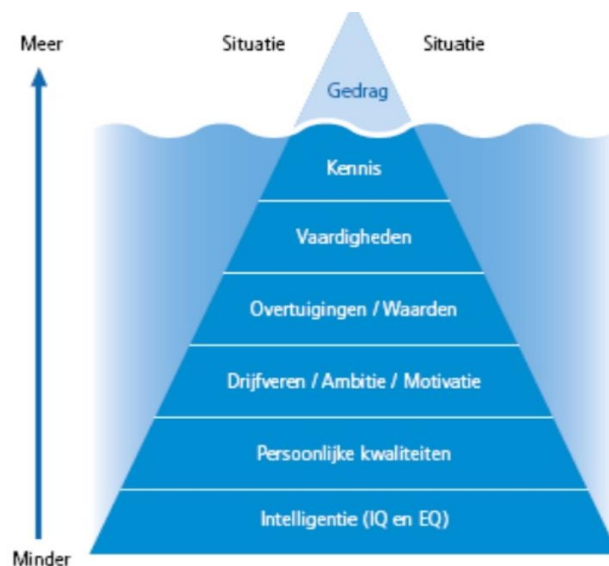 Meer
Situatie
Situatie
Gedrag
Kennis
Vaardigheden
Overtuigingen / Waarden
Drijfveren / Ambitie / Motivatie
Persoonlijke kwaliteiten
Intelligentie (IQ en EQ)
Minder